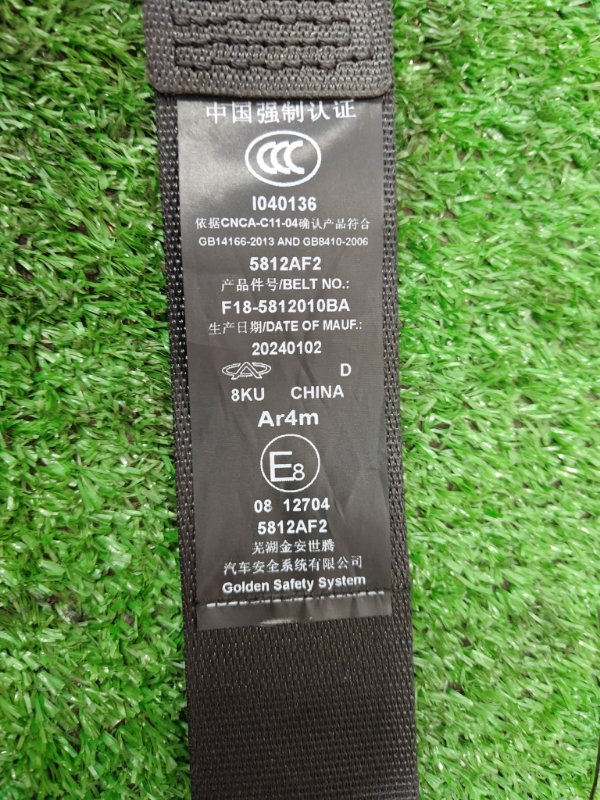 中国强制认证
CCC
I040136
依据CNCA-C11-04确认产品符合
GB14166-2013 AND GB8410-2006
5812AF2
产品件号/BELT NO.:
F18-5812010BA
生产日期/DATE OF MAUF.:
20240102
D
8KU CHINA
Ar4m
E8
08 12704
5812AF2
芜湖金安世腾
汽车安全系统有限公司
Golden Safety System